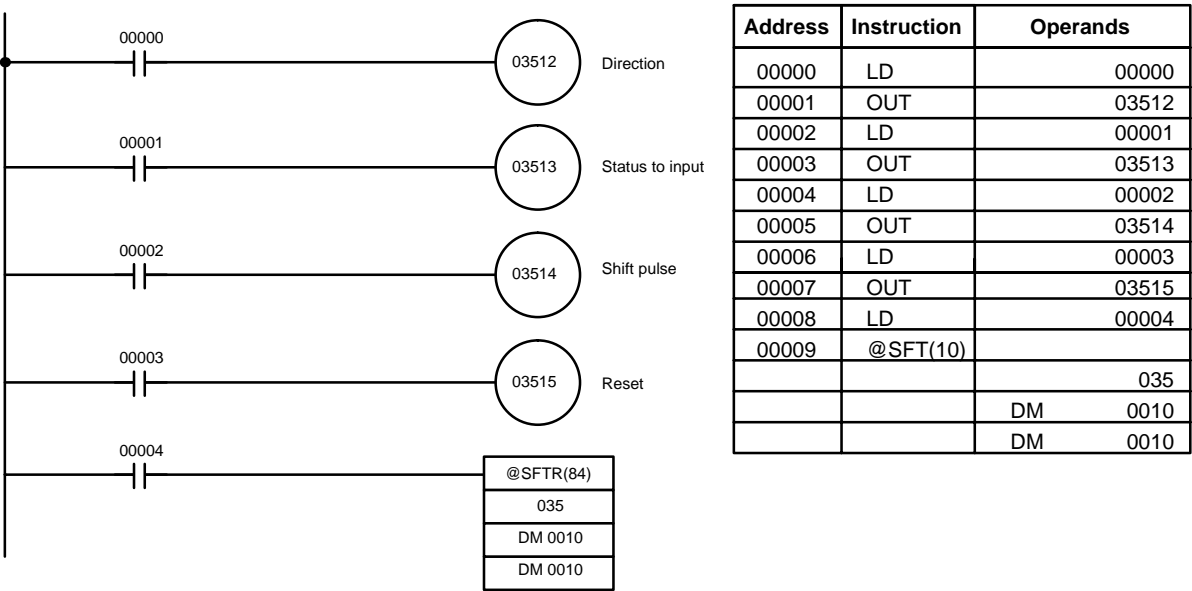 00000
03512 Direction
00001
03513 Status to input
00002
03514 Shift pulse
00003
03515 Reset
00004
@SFTR(84)
035
DM 0010
DM 0010
Address Instruction Operands
00000 LD 00000
00001 OUT 03512
00002 LD 00001
00003 OUT 03513
00004 LD 00002
00005 OUT 03514
00006 LD 00003
00007 OUT 03515
00008 LD 00004
00009 @SFT(10)
035
DM 0010
DM 0010